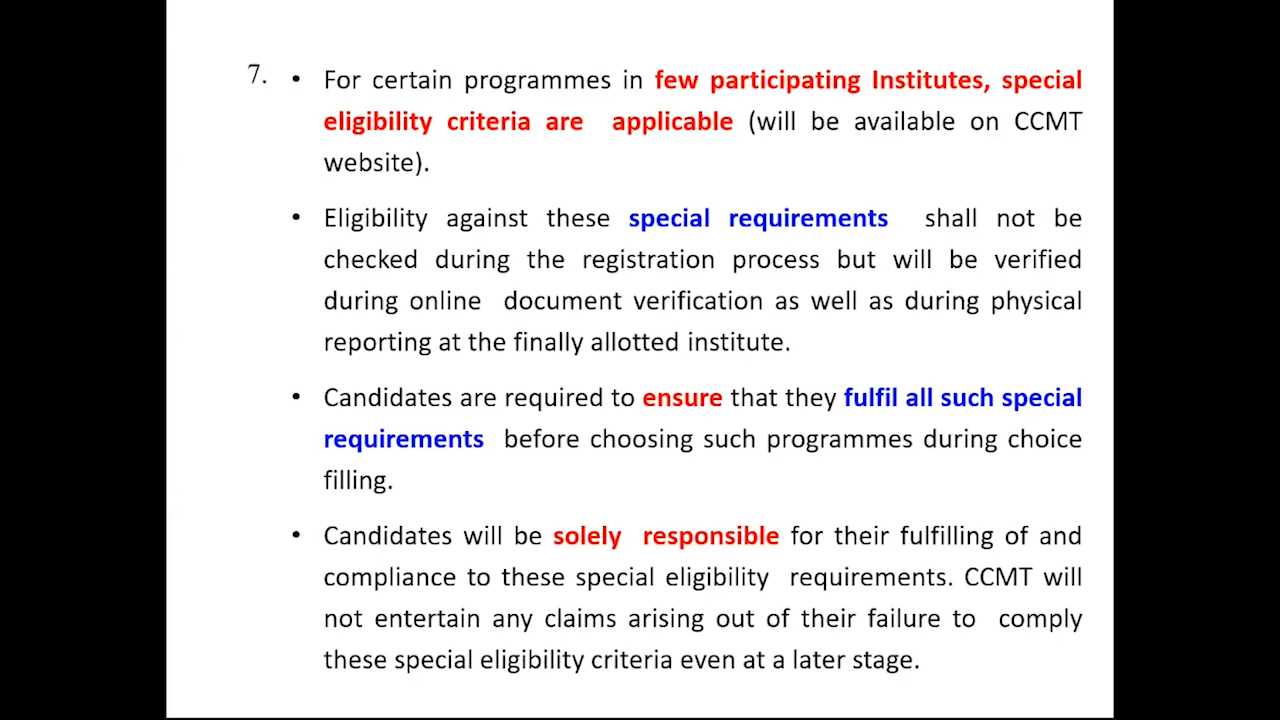 7. • For certain programmes in few participating Institutes, special
eligibility criteria are applicable (will be available on CCMT
website).
• Eligibility against these special requirements shall not be
checked during the registration process but will be verified
during online document verification as well as during physical
reporting at the finally allotted institute.
• Candidates are required to ensure that they fulfil all such special
requirements before choosing such programmes during choice
filling.
• Candidates will be solely responsible for their fulfilling of and
compliance to these special eligibility requirements. CCMT will
not entertain any claims arising out of their failure to comply
these special eligibility criteria even at a later stage.